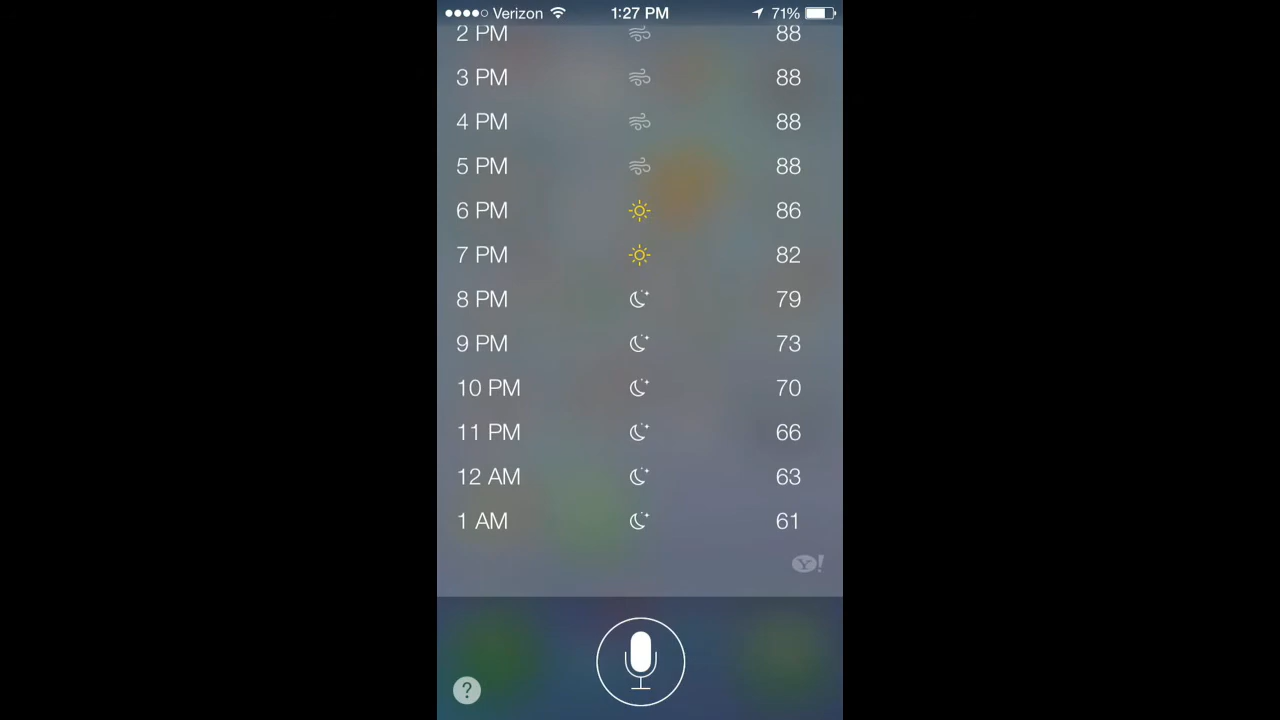 Verizon 1:27 PM 71%
2 PM 88
3 PM 88
4 PM 88
5 PM 88
6 PM 86
7 PM 82
8 PM 79
9 PM 73
10 PM 70
11 PM 66
12 AM 63
1 AM 61
Y!
?